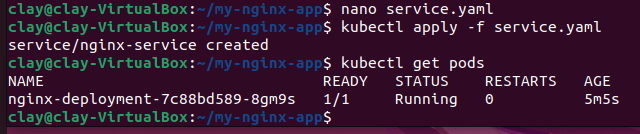 clay@clay-VirtualBox:~/my-nginx-app$ nano service.yaml
clay@clay-VirtualBox:~/my-nginx-app$ kubectl apply -f service.yaml
service/nginx-service created
clay@clay-VirtualBox:~/my-nginx-app$ kubectl get pods
NAME READY STATUS RESTARTS AGE
nginx-deployment-7c88bd589-8gm9s 1/1 Running 0 5m5s
clay@clay-VirtualBox:~/my-nginx-app$